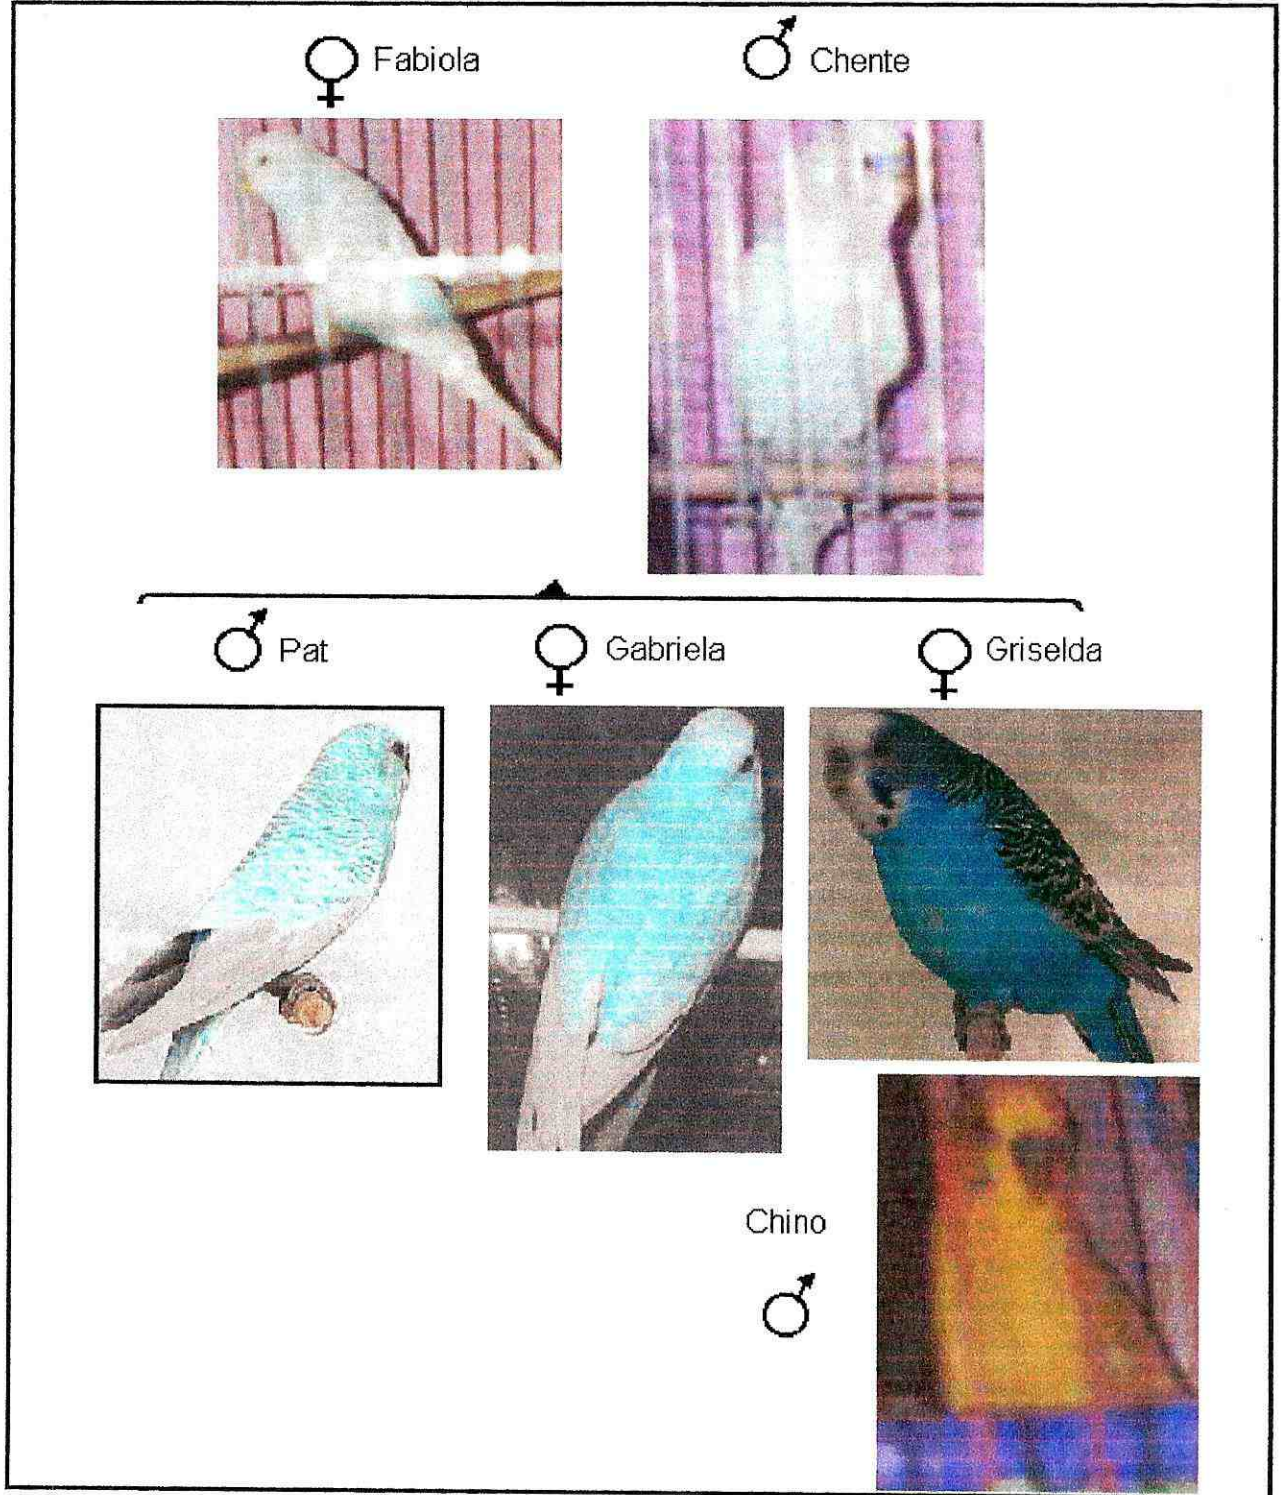 ♀ Fabiola
♂ Chente
♂ Pat
♀ Gabriela
♀ Griselda
Chino
♂